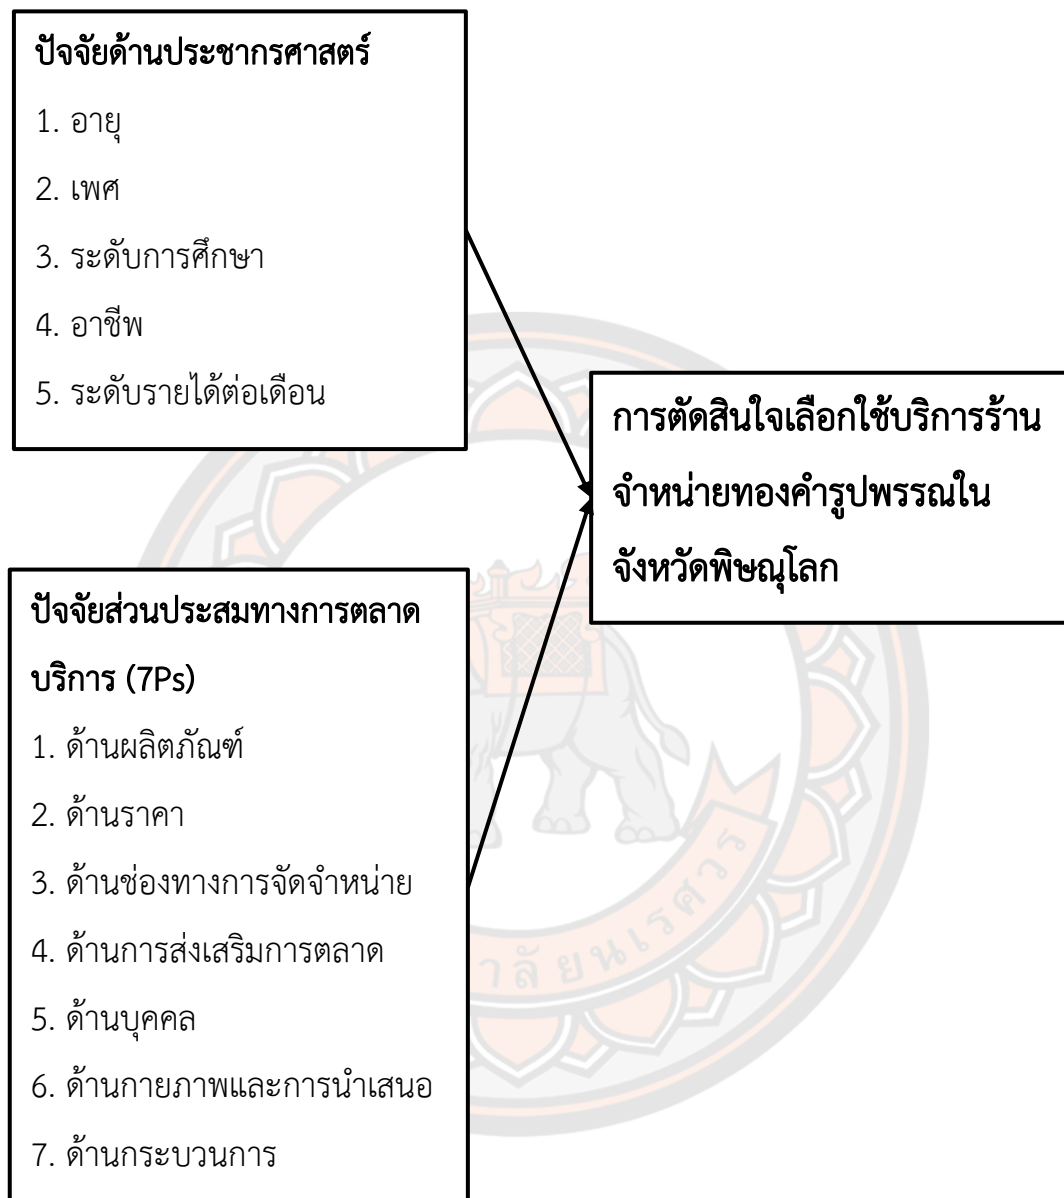 ปัจจัยด้านประชากรศาสตร์
1. อายุ
2. เพศ
3. ระดับการศึกษา
4. อาชีพ
5. ระดับรายได้ต่อเดือน
การตัดสินใจเลือกใช้บริการร้าน
จำหน่ายทองคำรูปพรรณใน
จังหวัดพิษณุโลก
ปัจจัยส่วนประสมทางการตลาด
บริการ (7Ps)
1. ด้านผลิตภัณฑ์
2. ด้านราคา
3. ด้านช่องทางการจัดจำหน่าย
4. ด้านการส่งเสริมการตลาด
5. ด้านบุคคล
6. ด้านกายภาพและการนำเสนอ
7. ด้านกระบวนการ
าลัยนเรศวร